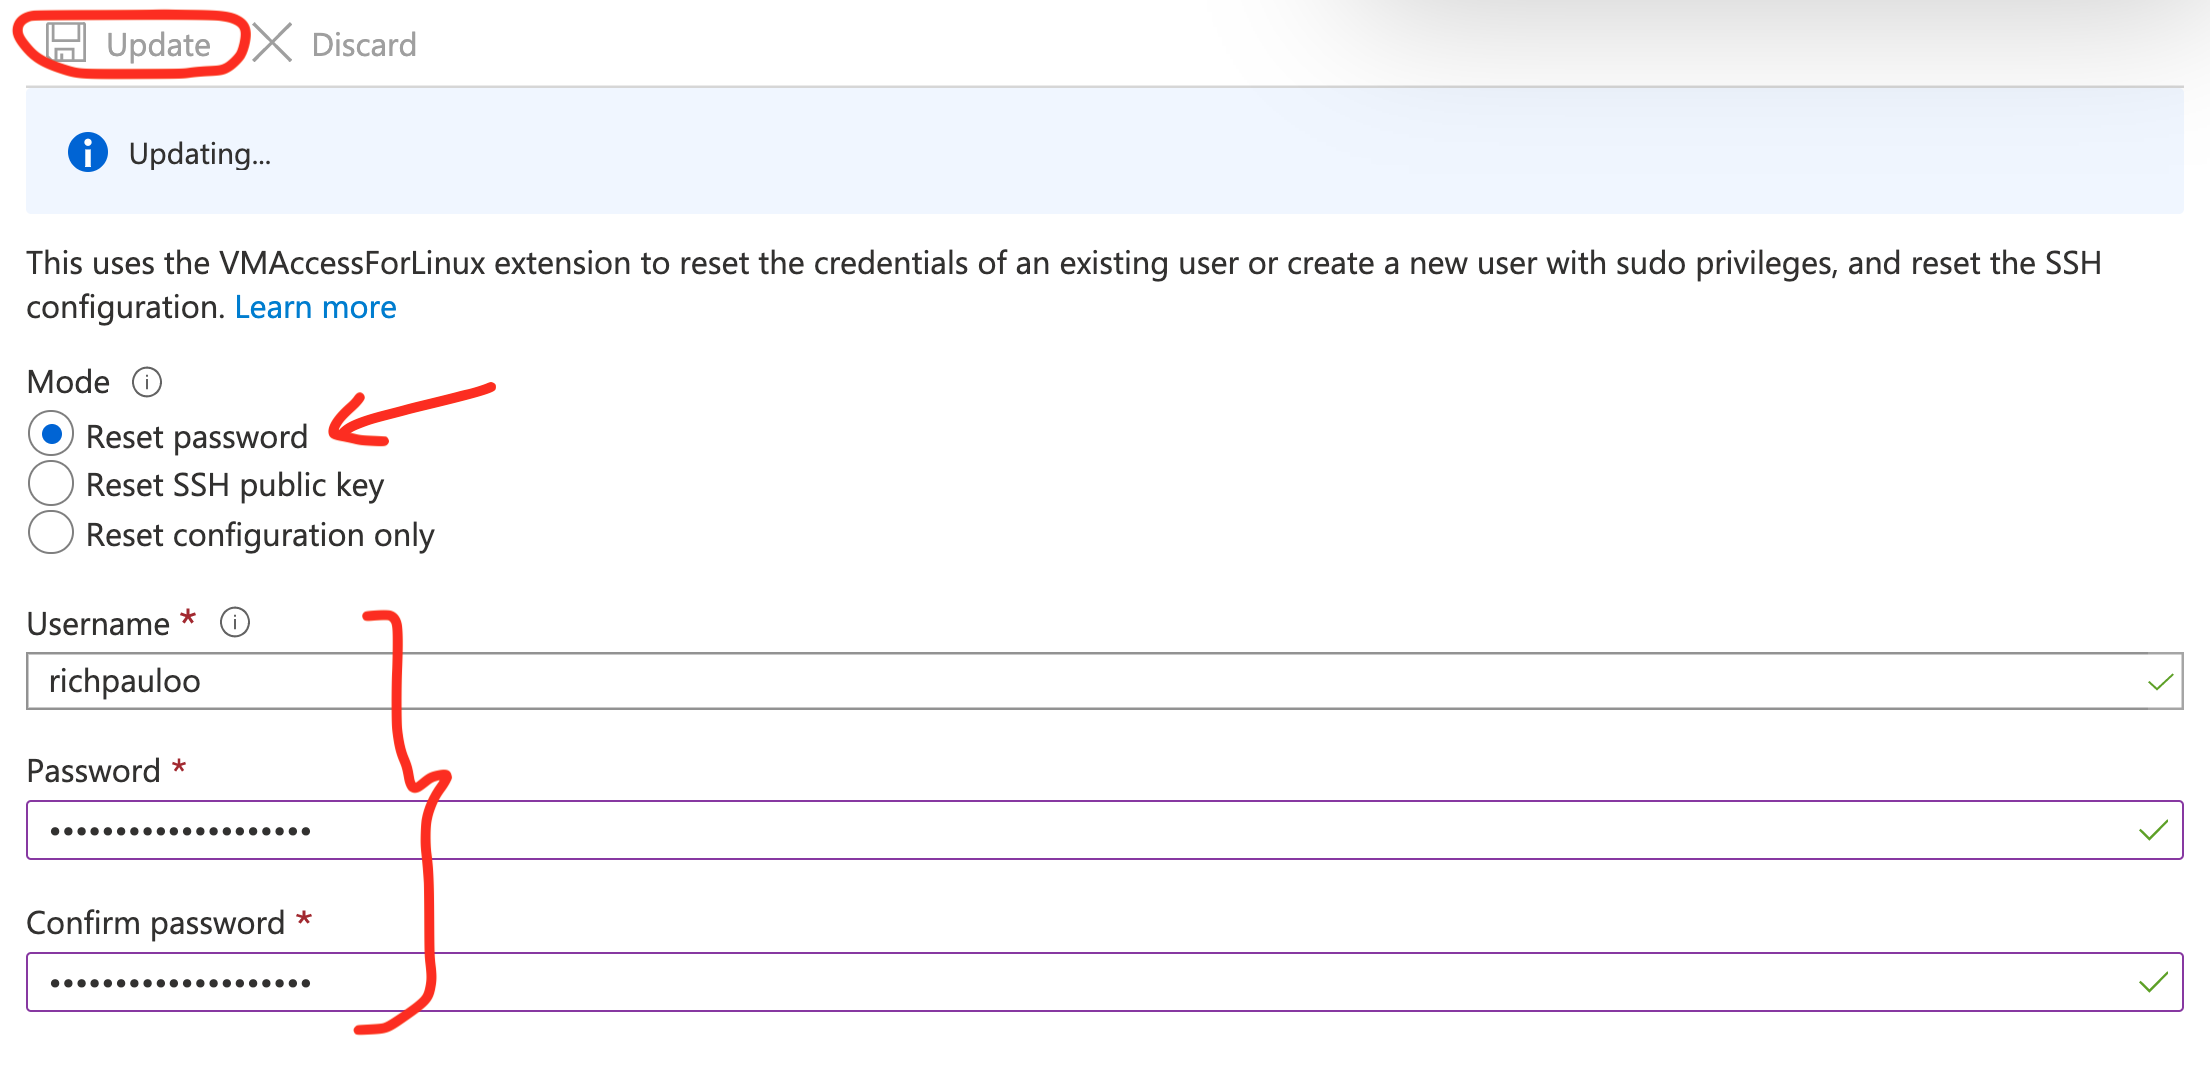 Update Discard
Updating...
This uses the VMAccessForLinux extension to reset the credentials of an existing user or create a new user with sudo privileges, and reset the SSH
configuration. Learn more
Mode
Reset password
Reset SSH public key
Reset configuration only
Username *
richpauloo
Password *
••••••••••••••••••••
Confirm password *
••••••••••••••••••••